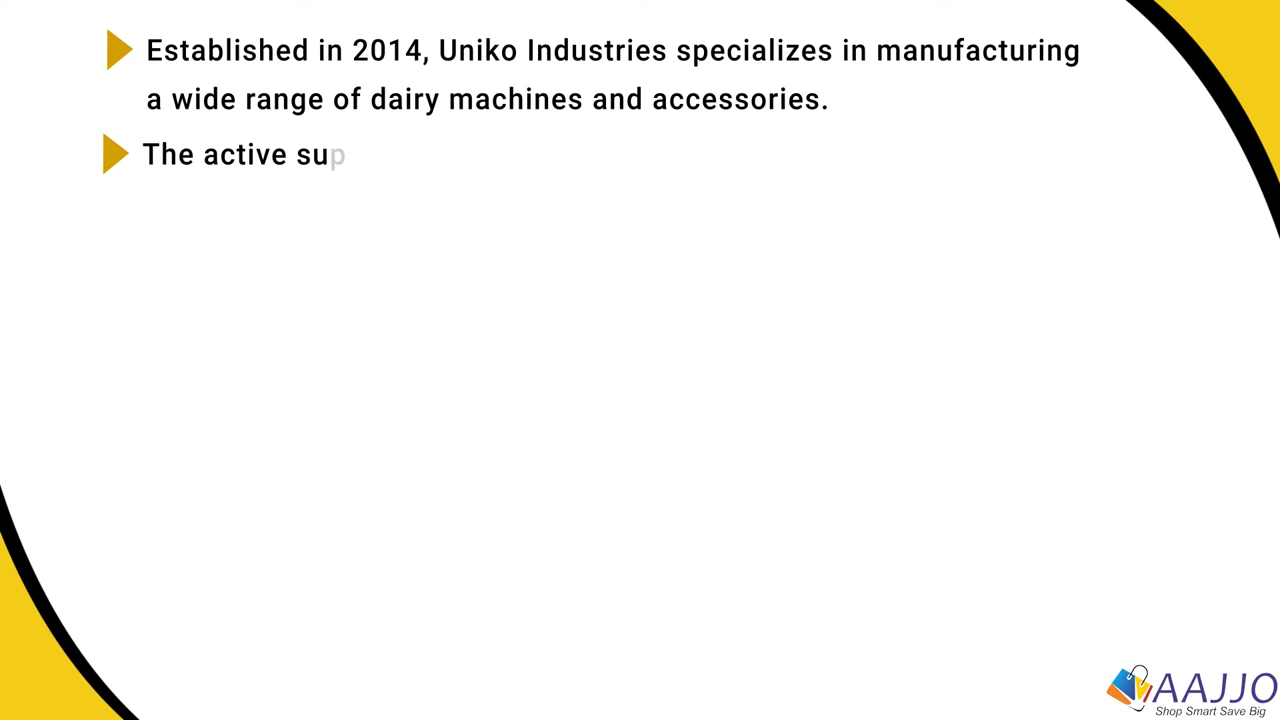 Established in 2014, Uniko Industries specializes in manufacturing
a wide range of dairy machines and accessories.
The active sup
AAJJO
Shop Smart Save Big